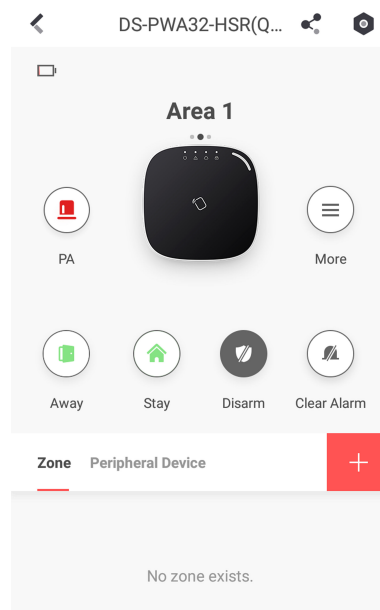 DS-PWA32-HSR(Q...
Area 1
PA
More
Away Stay Disarm Clear Alarm
Zone Peripheral Device
No zone exists.